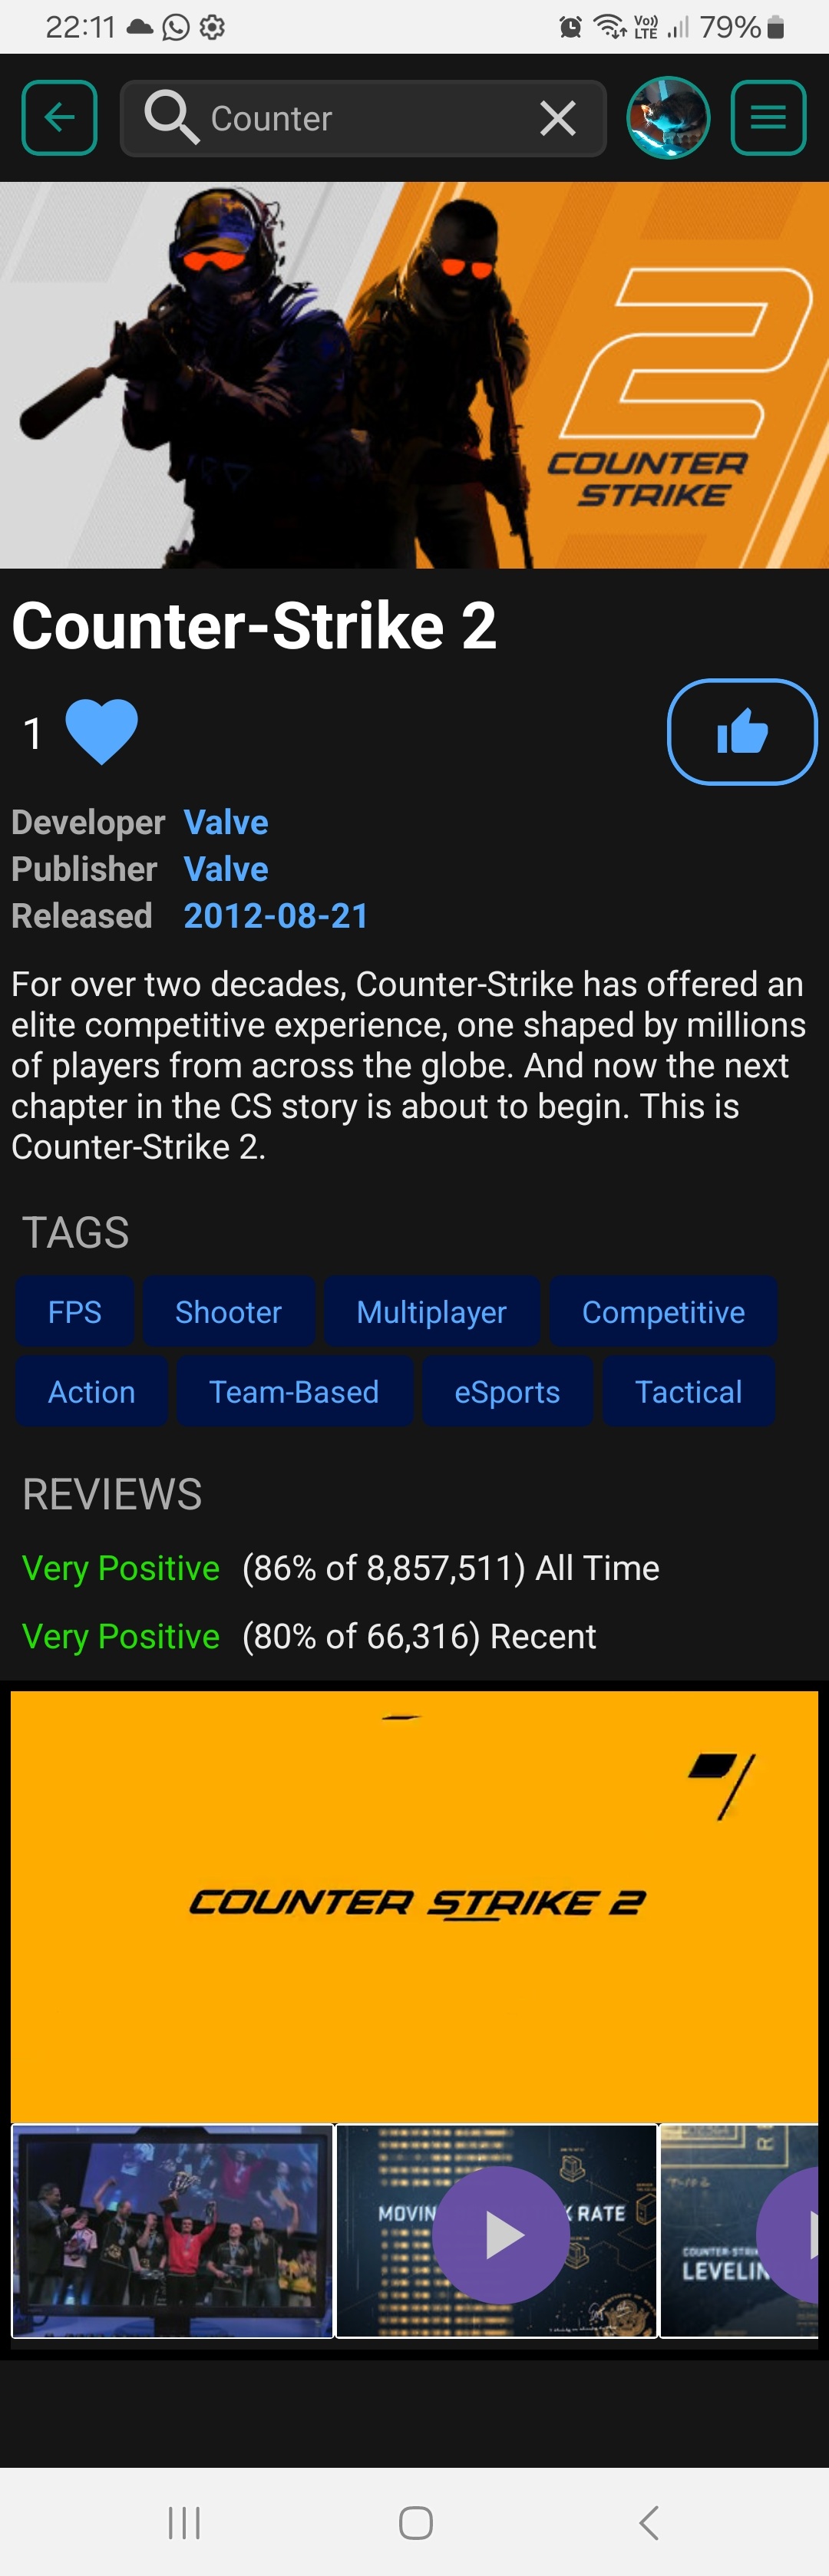 22:11
Vo))
LTE
79%
Counter
2
COUNTER
STRIKE
Counter-Strike 2
1
Developer Valve
Publisher Valve
Released 2012-08-21
For over two decades, Counter-Strike has offered an
elite competitive experience, one shaped by millions
of players from across the globe. And now the next
chapter in the CS story is about to begin. This is
Counter-Strike 2.
TAGS
FPS Shooter Multiplayer Competitive
Action Team-Based eSports Tactical
REVIEWS
Very Positive (86% of 8,857,511) All Time
Very Positive (80% of 66,316) Recent
COUNTER STRIKE 2
RATE